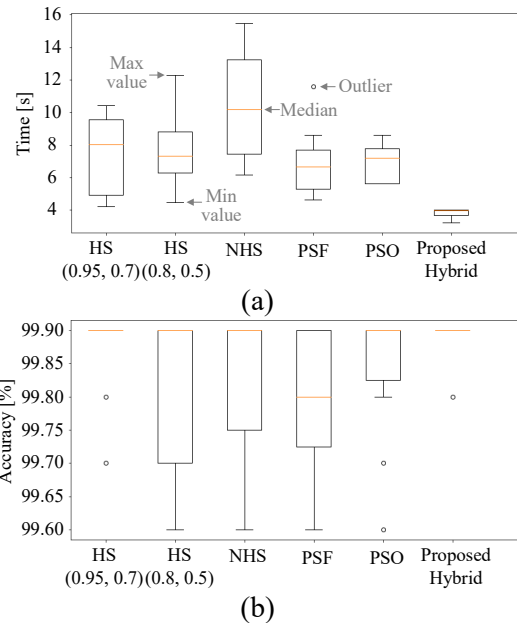 16
14
12
10
8
6
4
Time [s]
Max
value
Min
value
Median
Outlier
HS
(0.95, 0.7)
HS
(0.8, 0.5)
NHS
PSF
PSO
Proposed
Hybrid
(a)
99.90
99.85
99.80
99.75
99.70
99.65
99.60
Accuracy [%]
HS
(0.95, 0.7)
HS
(0.8, 0.5)
NHS
PSF
PSO
Proposed
Hybrid
(b)